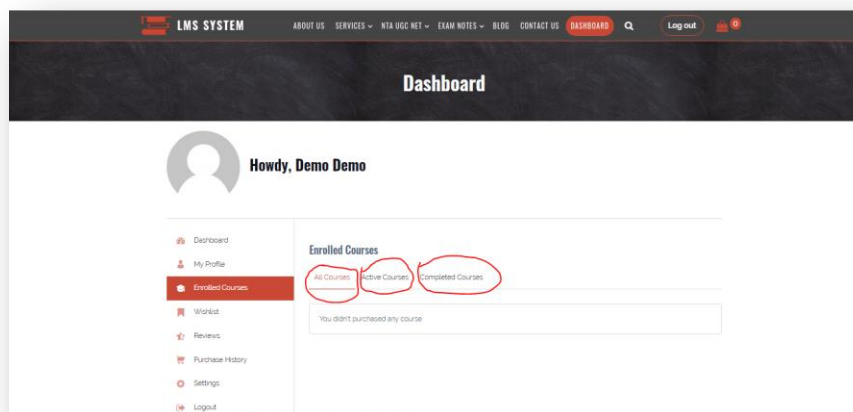 LMS SYSTEM ABOUT US SERVICES NTA UGC NET EXAM NOTES BLOG CONTACT US DASHBOARD Log out 0
Dashboard
Howdy, Demo Demo
Dashboard
My Profile
Enrolled Courses
Wishlist
Reviews
Purchase History
Settings
Logout
Enrolled Courses
All Courses Active Courses Completed Courses
You didn't purchased any course